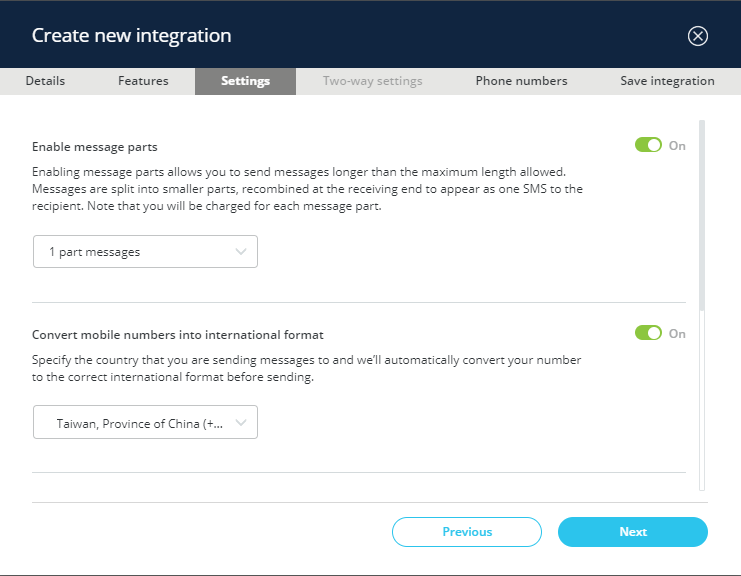 Create new integration
Details
Features
Settings
Two-way settings
Phone numbers
Save integration
Enable message parts
On
Enabling message parts allows you to send messages longer than the maximum length allowed.
Messages are split into smaller parts, recombined at the receiving end to appear as one SMS to the
recipient. Note that you will be charged for each message part.
1 part messages
Convert mobile numbers into international format
On
Specify the country that you are sending messages to and we'll automatically convert your number
to the correct international format before sending.
Taiwan, Province of China (+...
Previous
Next